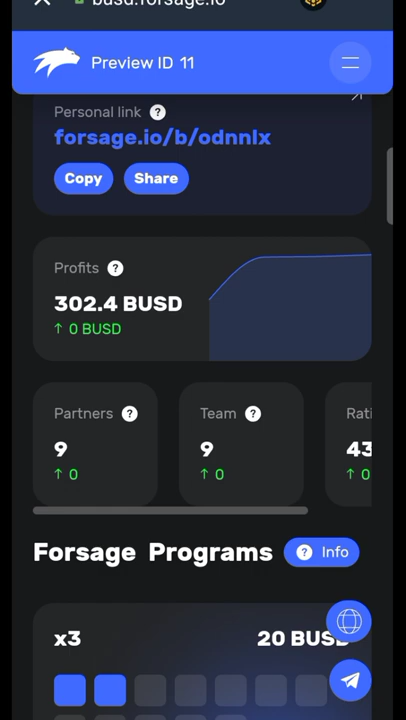 busd.forsage.io
Preview ID 11
Personal link ?
forsage.io/b/odnnlx
Copy Share
Profits ?
302.4 BUSD
↑ 0 BUSD
Partners ? Team ? Rati
9 9 43
↑ 0 ↑ 0 ↑ 0
Forsage Programs ? Info
x3 20 BUSD